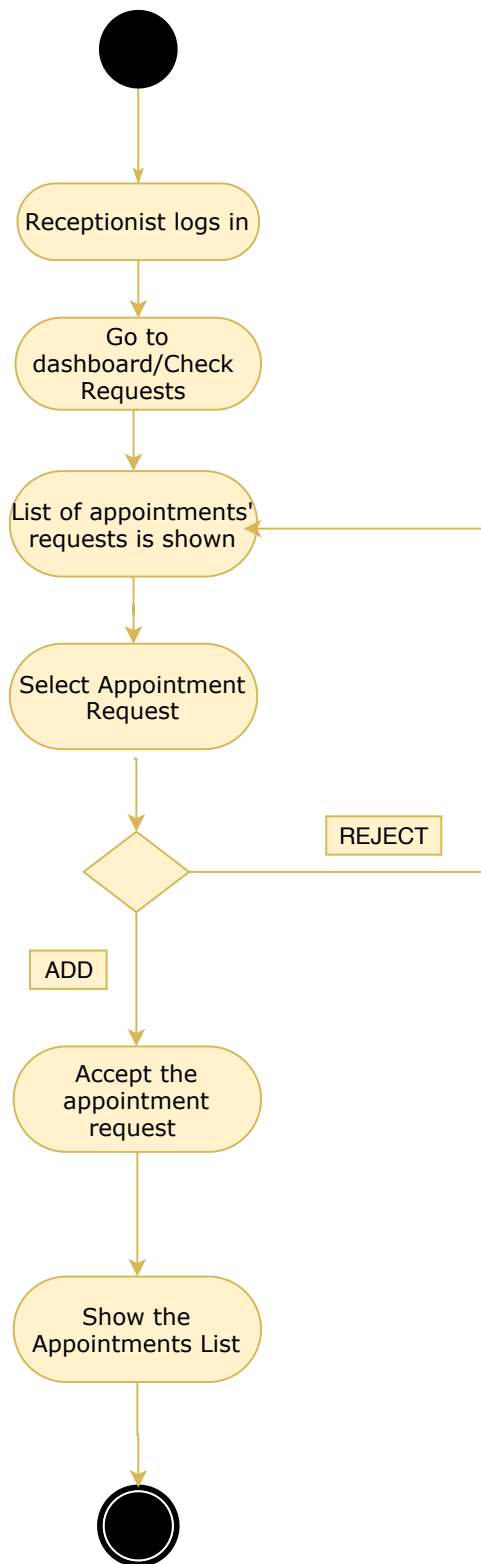 Receptionist logs in
Go to
dashboard/Check
Requests
List of appointments'
requests is shown
Select Appointment
Request
REJECT
ADD
Accept the
appointment
request
Show the
Appointments List